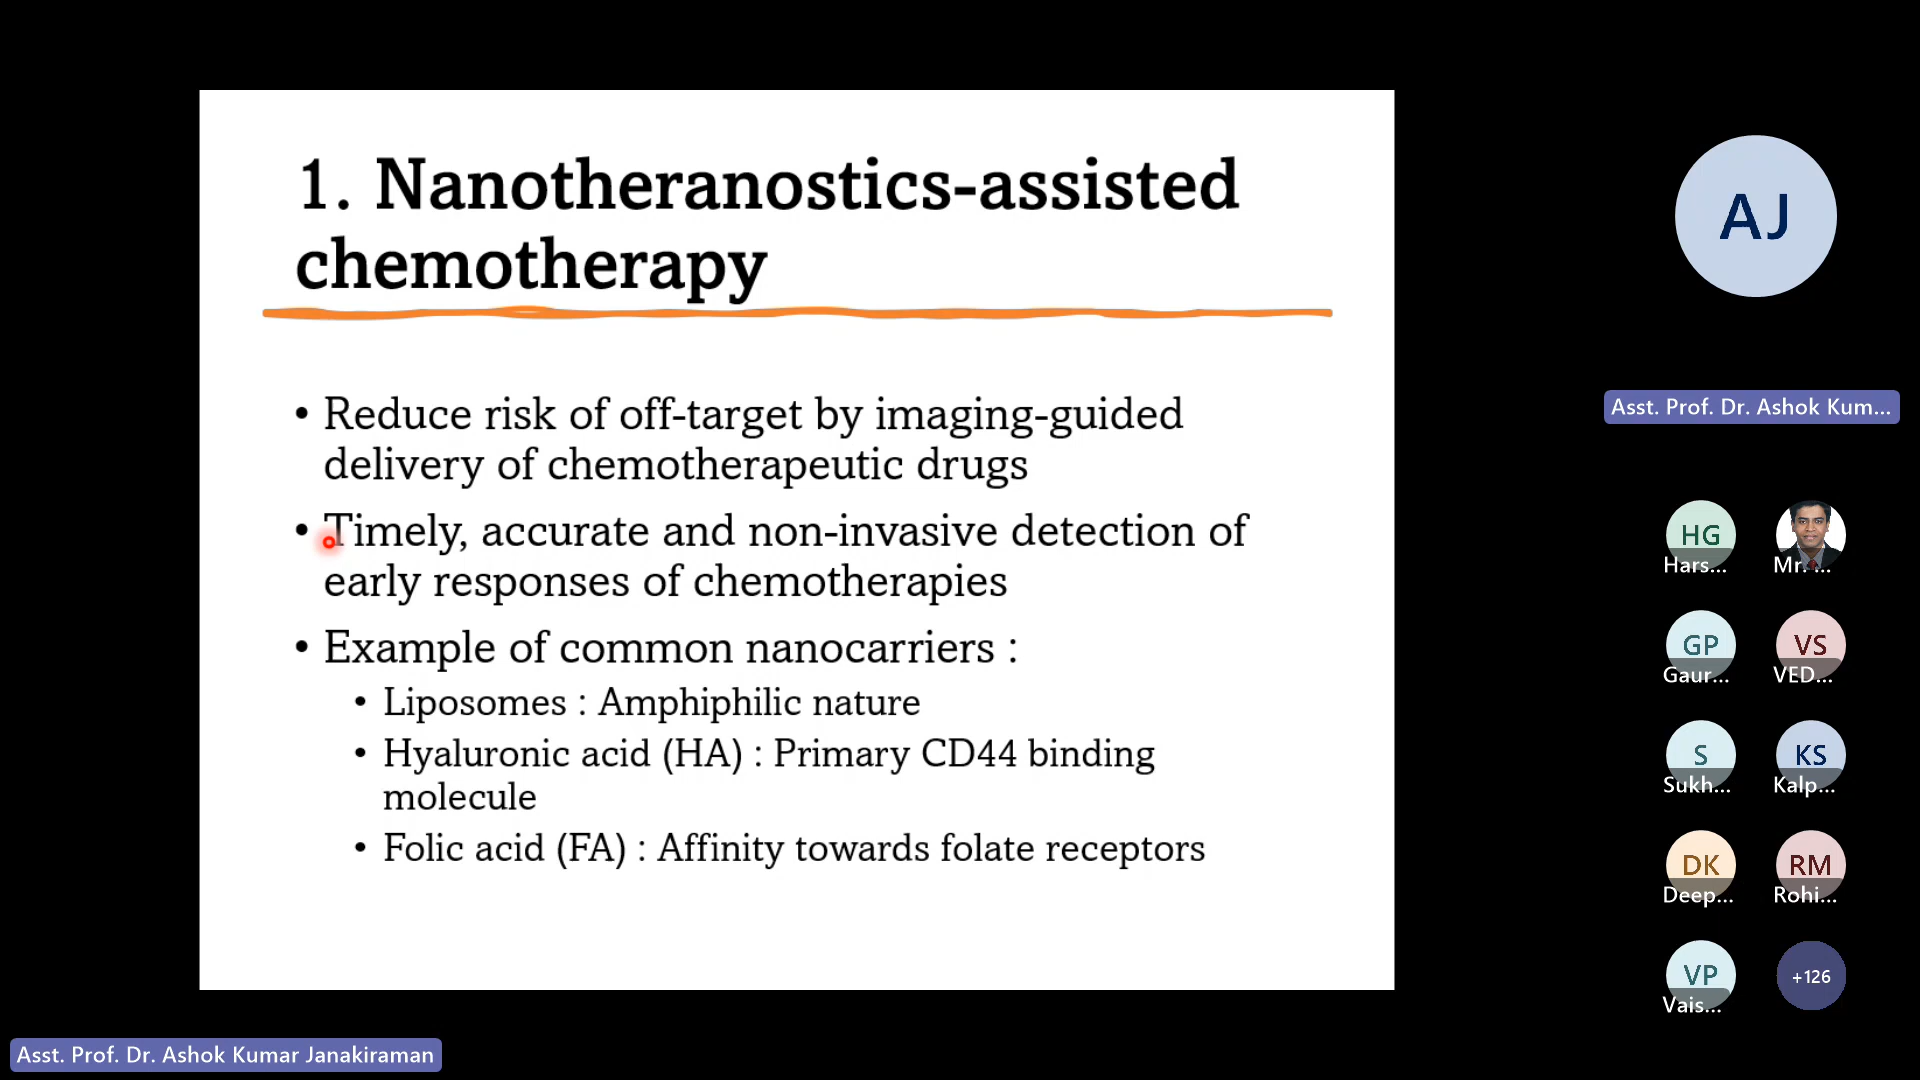 1. Nanotheranostics-assisted
chemotherapy
• Reduce risk of off-target by imaging-guided
delivery of chemotherapeutic drugs
• Timely, accurate and non-invasive detection of
early responses of chemotherapies
• Example of common nanocarriers :
• Liposomes : Amphiphilic nature
• Hyaluronic acid (HA) : Primary CD44 binding
molecule
• Folic acid (FA) : Affinity towards folate receptors
AJ
Asst. Prof. Dr. Ashok Kum...
HG
Hars...
Mr. ...
GP
Gaur...
VS
VED...
S
Sukh...
KS
Kalp...
DK
Deep...
RM
Rohi...
VP
Vais...
+126
Asst. Prof. Dr. Ashok Kumar Janakiraman